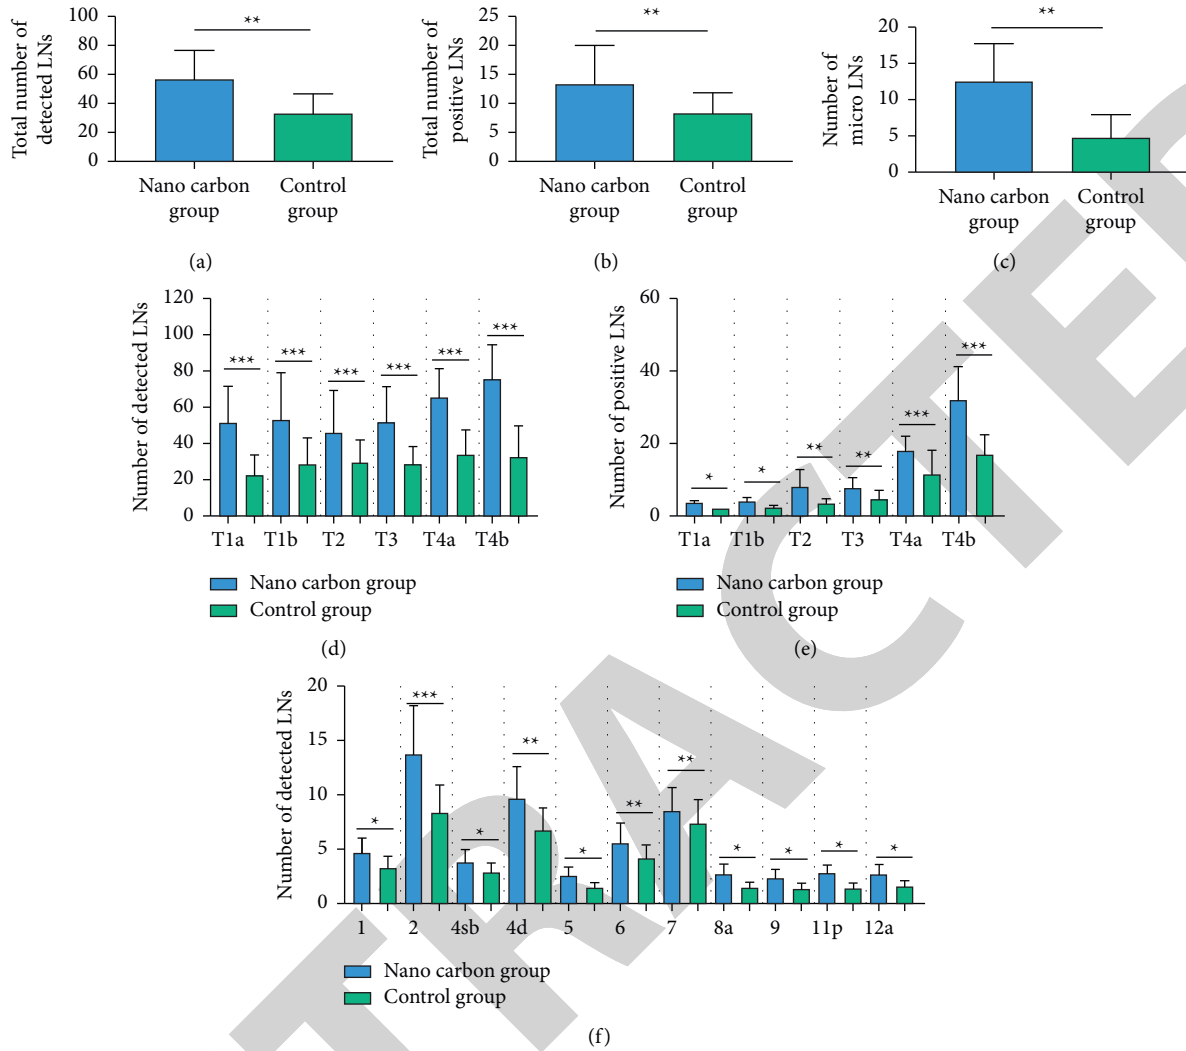 Total number of
detected LNs
100
80
60
40
20
0
**
Nano carbon
group
Control
group
(a)
Total number of
positive LNs
25
20
15
10
5
0
**
Nano carbon
group
Control
group
(b)
Number of
micro LNs
20
15
10
5
0
**
Nano carbon
group
Control
group
(c)
Number of detected LNs
120
100
80
60
40
20
0
*** *** *** *** *** ***
T1a T1b T2 T3 T4a T4b
Nano carbon group
Control group
(d)
Number of positive LNs
60
40
20
0
* * ** ** *** ***
T1a T1b T2 T3 T4a T4b
Nano carbon group
Control group
(e)
Number of detected LNs
20
15
10
5
0
* *** * ** * ** ** * * * *
1 2 4sb 4d 5 6 7 8a 9 11p 12a
Nano carbon group
Control group
(f)